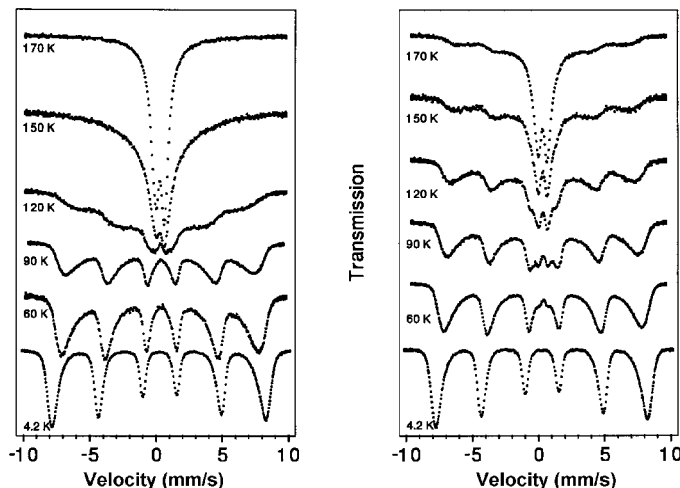 170 K
150 K
120 K
90 K
60 K
4.2 K
-10 -5 0 5 10
Velocity (mm/s)
Transmission
170 K
150 K
120 K
90 K
60 K
4.2 K
-10 -5 0 5 10
Velocity (mm/s)